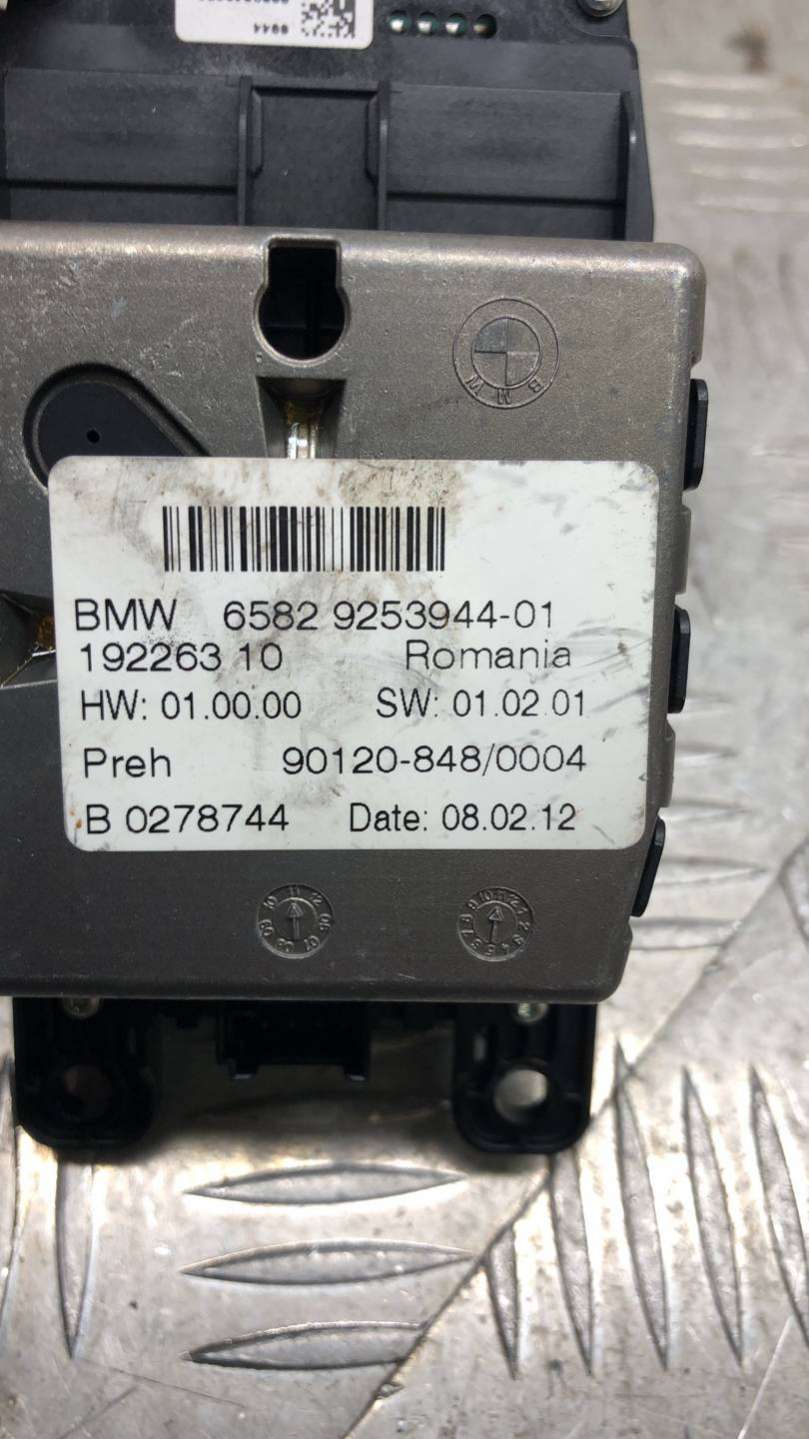 BMW
BMW 6582 9253944-01
192263 10 Romania
HW: 01.00.00 SW: 01.02.01
Preh 90120-848/0004
B 0278744 Date: 08.02.12